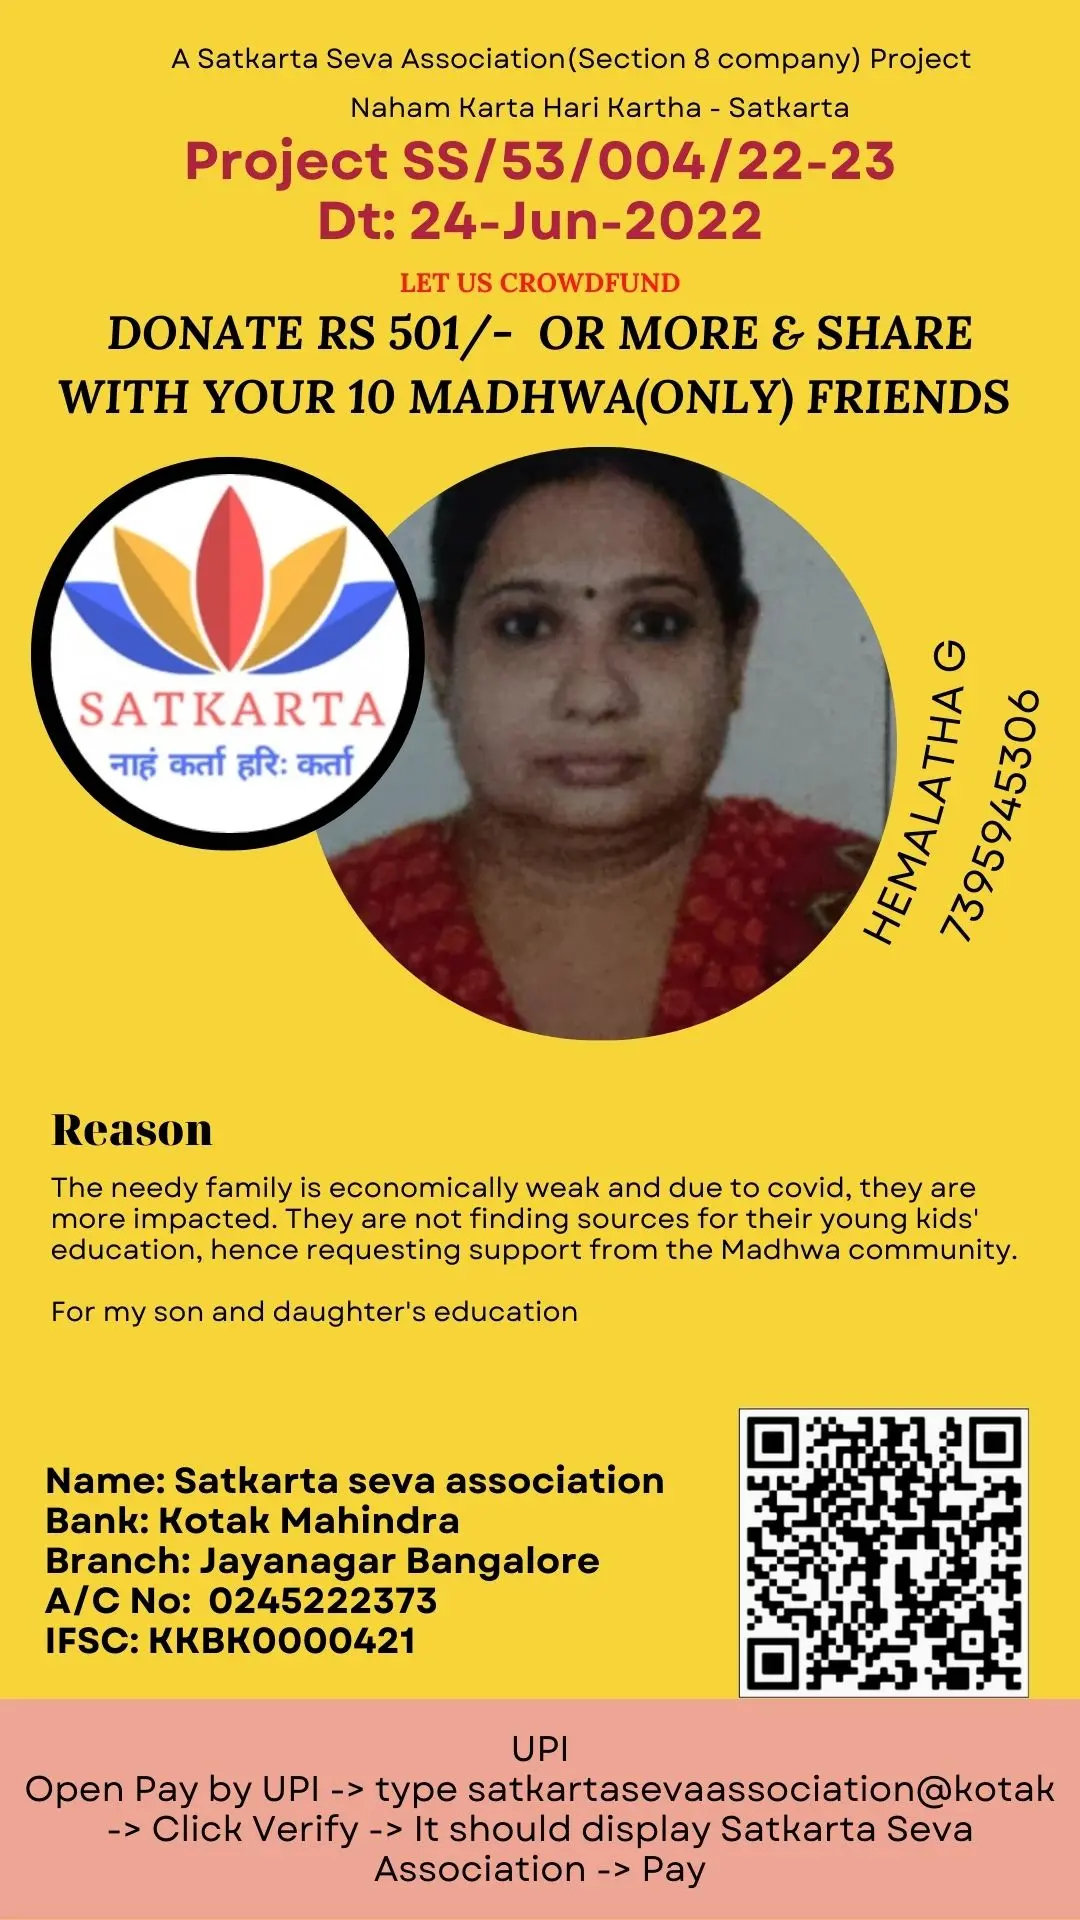 A Satkarta Seva Association(Section 8 company) Project
Naham Karta Hari Kartha - Satkarta
Project SS/53/004/22-23
Dt: 24-Jun-2022
LET US CROWDFUND
DONATE RS 501/- OR MORE & SHARE
WITH YOUR 10 MADHWA(ONLY) FRIENDS
SATKARTA
नाहं कर्ता हरिः कर्ता
HEMALATHA G
7395945306
Reason
The needy family is economically weak and due to covid, they are
more impacted. They are not finding sources for their young kids'
education, hence requesting support from the Madhwa community.
For my son and daughter's education
Name: Satkarta seva association
Bank: Kotak Mahindra
Branch: Jayanagar Bangalore
A/C No: 0245222373
IFSC: KKBK0000421
UPI
Open Pay by UPI -> type satkartasevaassociation@kotak
-> Click Verify -> It should display Satkarta Seva
Association -> Pay